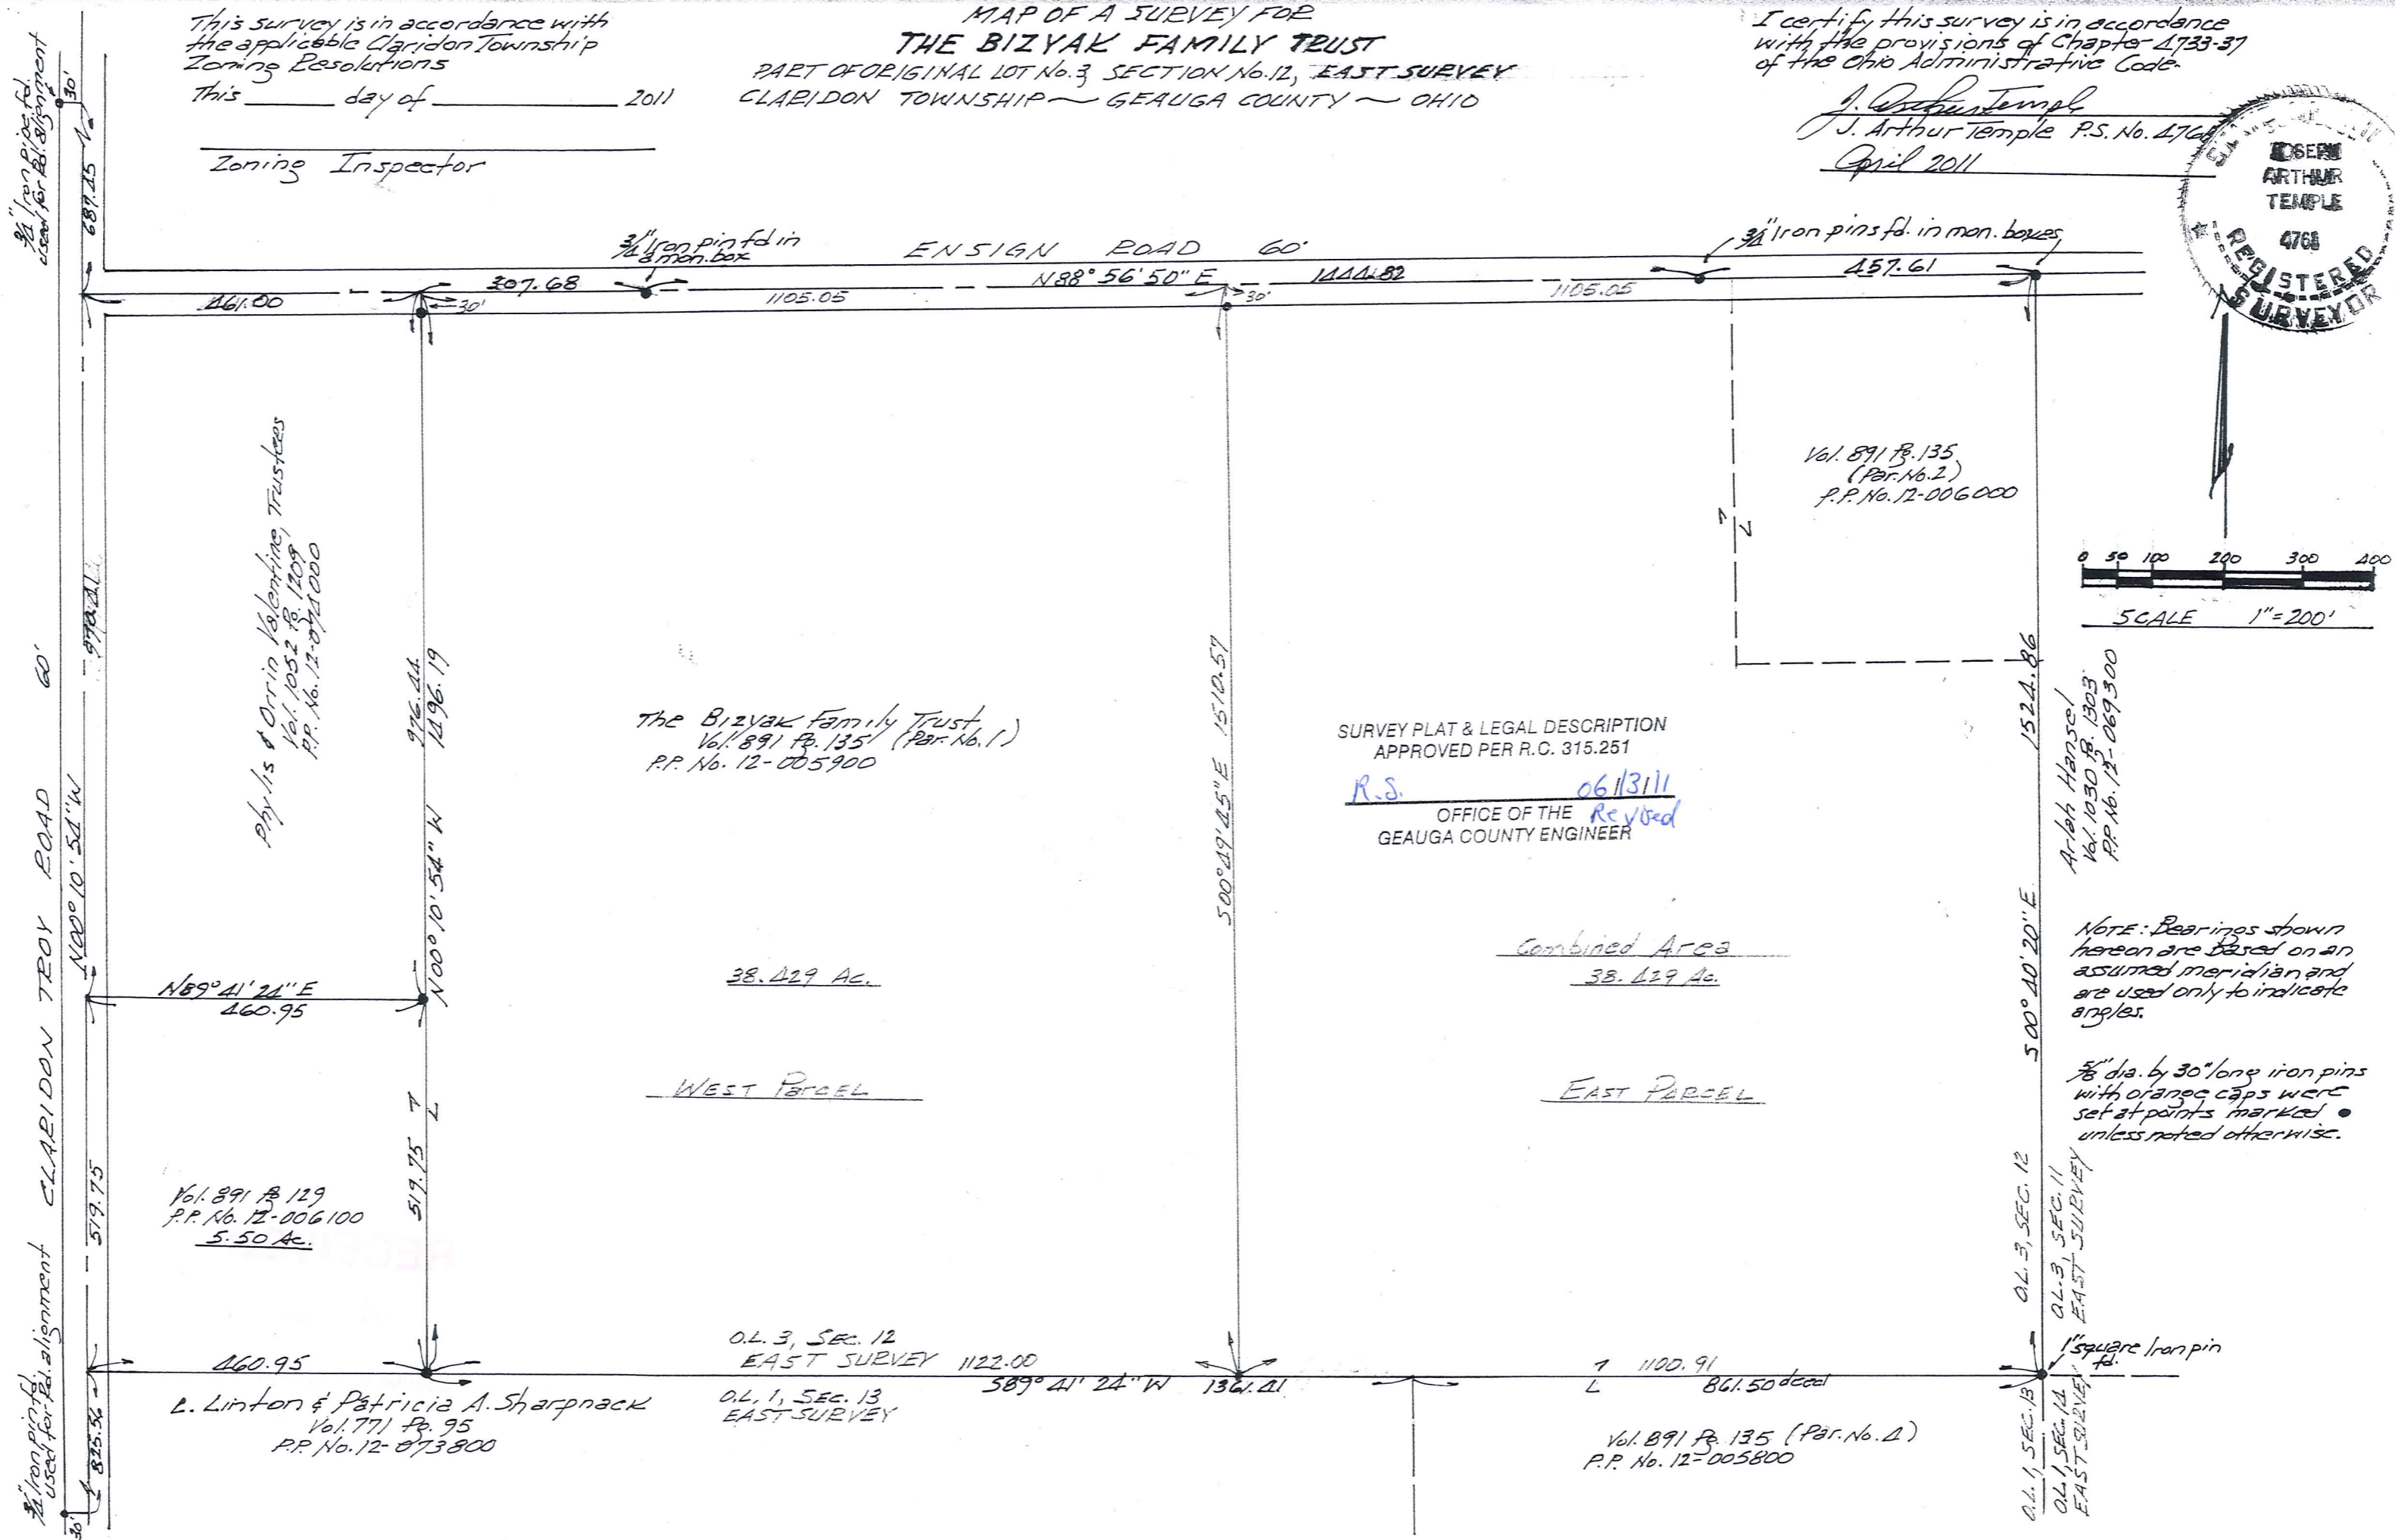 This survey is in accordance with
the applicable Claridon Township
Zoning Resolutions
This ______ day of ____________ 2011
Zoning Inspector
MAP OF A SURVEY FOR
THE BIZYAK FAMILY TRUST
PART OF ORIGINAL LOT No. 3, SECTION No. 12, EAST SURVEY
CLARIDON TOWNSHIP ~ GEAUGA COUNTY ~ OHIO
I certify this survey is in accordance
with the provisions of Chapter 4733-37
of the Ohio Administrative Code.
J. Arthur Temple
J. Arthur Temple P.S. No. 476
April 2011
JOSEPH
ARTHUR
TEMPLE
4768
REGISTERED
SURVEYOR
3/4" Iron pipe fd.
used for Rd. alignment
30'
687.45
3/4" Iron pin fd in
a mon. box
ENSIGN ROAD 60'
3/4" Iron pins fd. in mon. boxes
461.00
307.68
1105.05
N88° 56' 50" E
1444.82
1105.05
457.61
30'
30'
Phylis & Orrin Valentine, Trustees
Vol. 1052 Pg. 1209
P.P. No. 12-074000
Vol. 891 Pg. 135
(Par. No. 2)
P.P. No. 12-006000
0 50 100 200 300 400
SCALE 1"=200'
CLARIDON TROY ROAD 60'
N00° 10' 54" W
976.44
1496.19
N00° 10' 54" W
The Bizyak Family Trust
Vol. 891 Pg. 135 (Par. No. 1)
P.P. No. 12-005900
S00° 49' 45" E 1510.57
SURVEY PLAT & LEGAL DESCRIPTION
APPROVED PER R.C. 315.251
R.S. 06/13/11
OFFICE OF THE Revised
GEAUGA COUNTY ENGINEER
S00° 40' 20" E
1524.86
Arlah Hansel
Vol. 1030 Pg. 1303
P.P. No. 12-069300
N89° 41' 24" E
460.95
38.429 Ac.
Combined Area
38.429 Ac.
NOTE: Bearings shown
hereon are based on an
assumed meridian and
are used only to indicate
angles.
WEST PARCEL
EAST PARCEL
5/8" dia. by 30" long iron pins
with orange caps were
set at points marked ●
unless noted otherwise.
519.75
519.75
Vol. 891 Pg 129
P.P. No. 12-006100
5.50 Ac.
O.L. 3, SEC. 12
O.L. 3, SEC. 11
EAST SURVEY
460.95
O.L. 3, SEC. 12
EAST SURVEY
1122.00
S89° 41' 24" W
1361.41
1100.91
861.50 deed
1" square Iron pin
fd.
L. Linton & Patricia A. Sharpnack
Vol. 771 Pg. 95
P.P. No. 12-073800
O.L. 1, SEC. 13
EAST SURVEY
Vol. 891 Pg. 135 (Par. No. 4)
P.P. No. 12-005800
O.L. 1, SEC. 13
O.L. 1, SEC. 14
EAST SURVEY
3/4" Iron pin fd.
used for Rd. alignment
825.56
30'